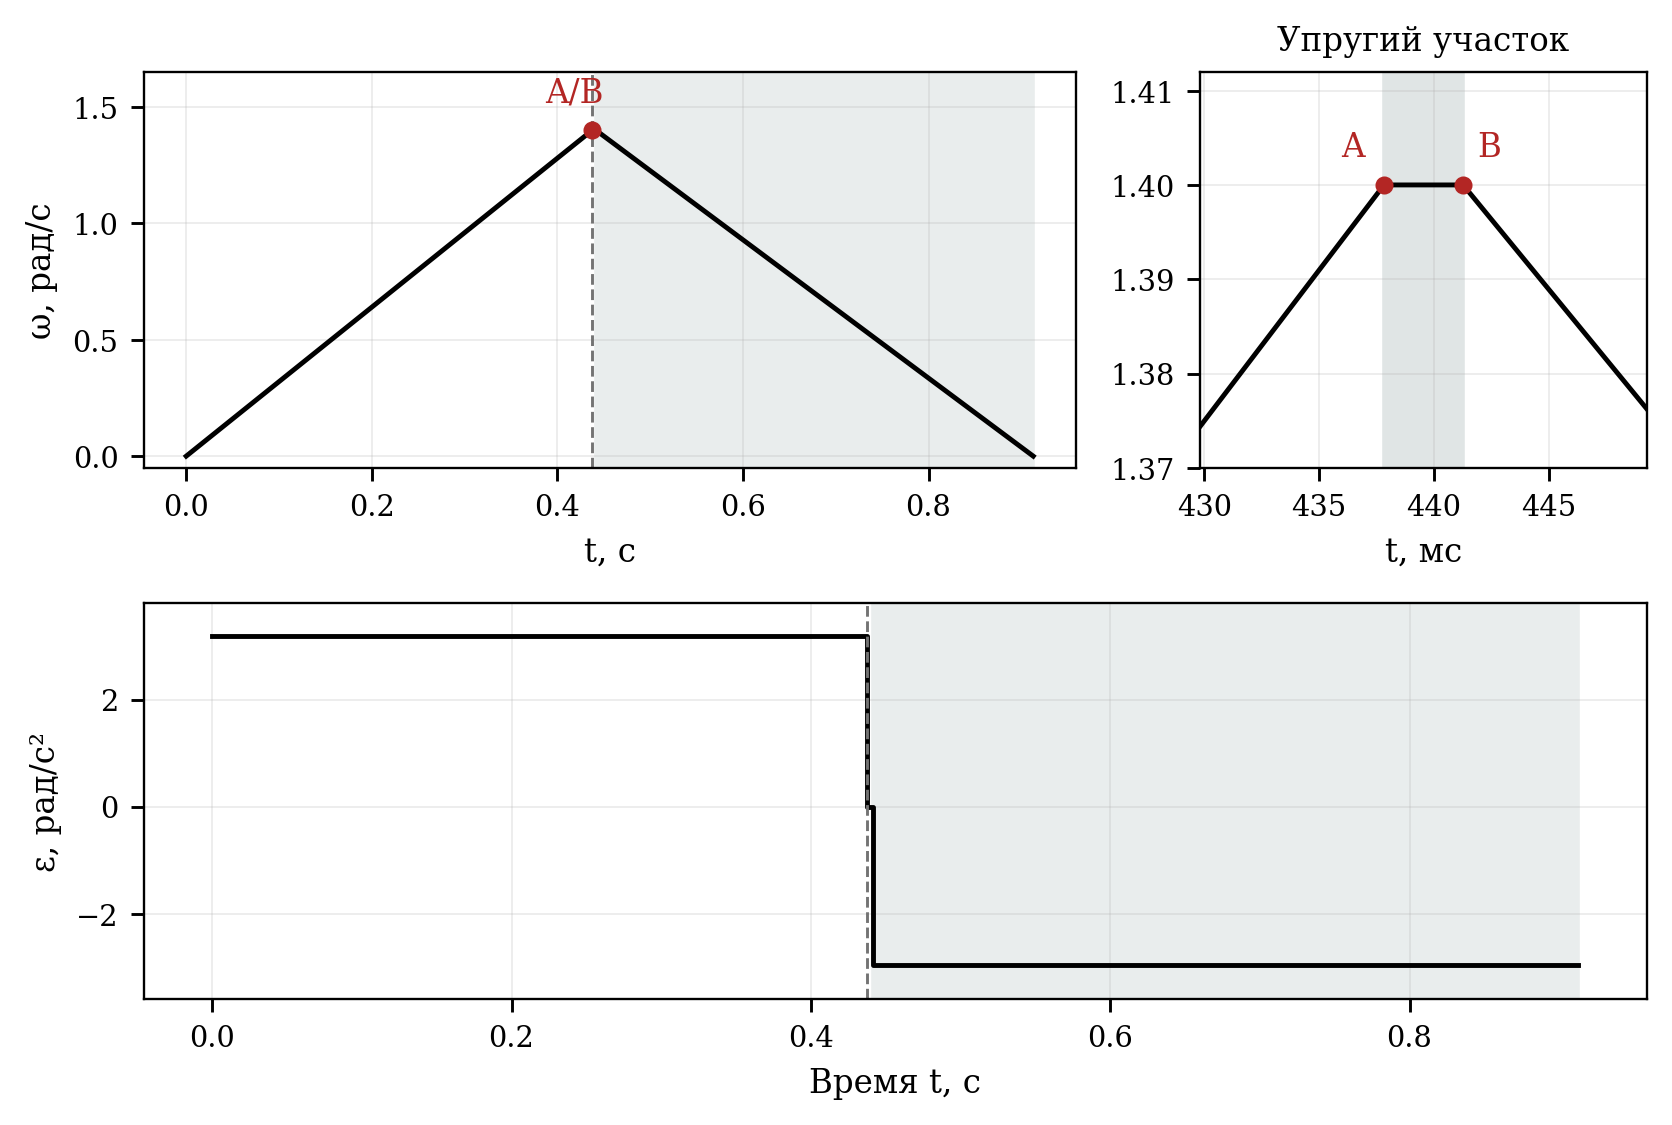 Упругий участок
ω, рад/с
1.5
1.0
0.5
0.0
A/B
0.0 0.2 0.4 0.6 0.8
t, с
1.41
1.40
1.39
1.38
1.37
A B
430 435 440 445
t, мс
ε, рад/с²
2
0
−2
0.0 0.2 0.4 0.6 0.8
Время t, с